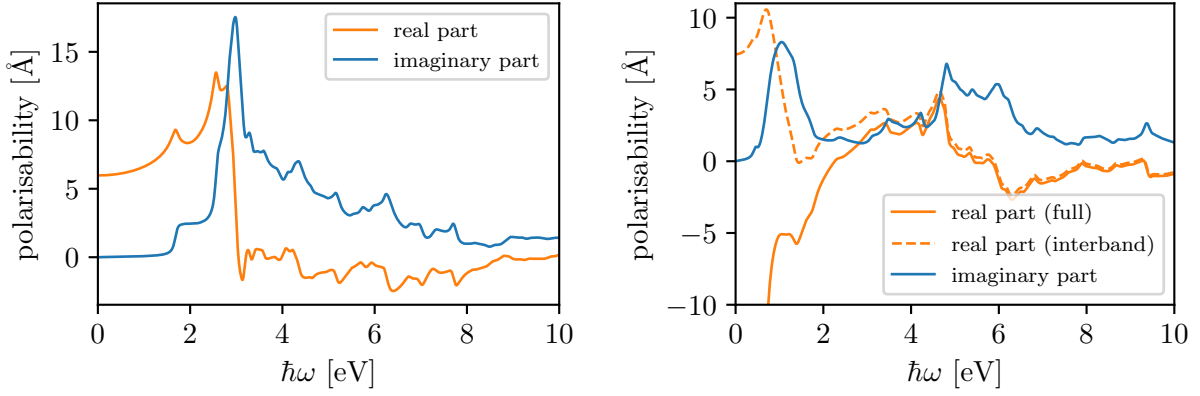 polarisability [Å]
15
10
5
0
real part
imaginary part
0 2 4 6 8 10
ℏω [eV]
polarisability [Å]
10
5
0
−5
−10
real part (full)
real part (interband)
imaginary part
0 2 4 6 8 10
ℏω [eV]